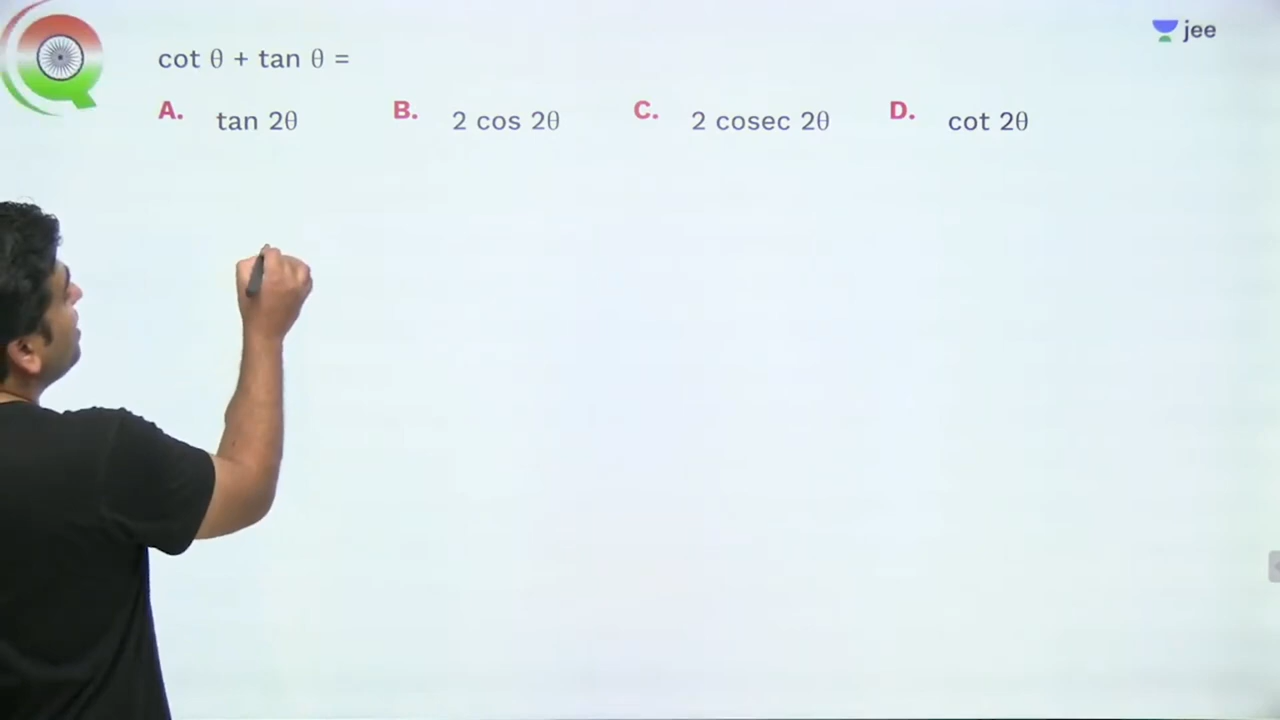 jee
cot θ + tan θ =
A. tan 2θ B. 2 cos 2θ C. 2 cosec 2θ D. cot 2θ